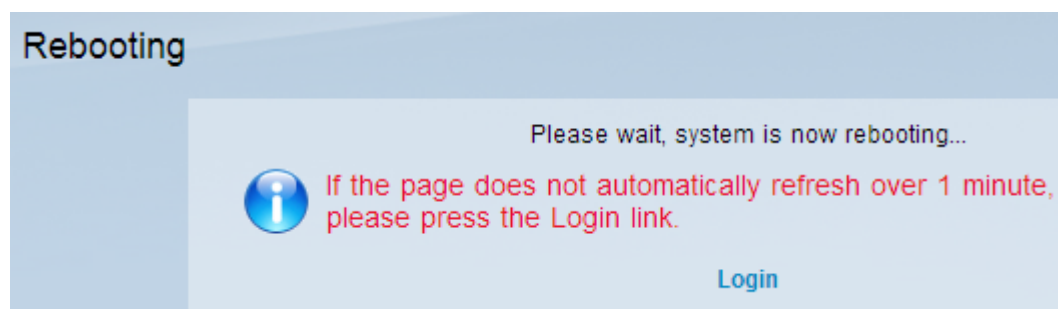 Rebooting
Please wait, system is now rebooting...
If the page does not automatically refresh over 1 minute,
please press the Login link.
Login